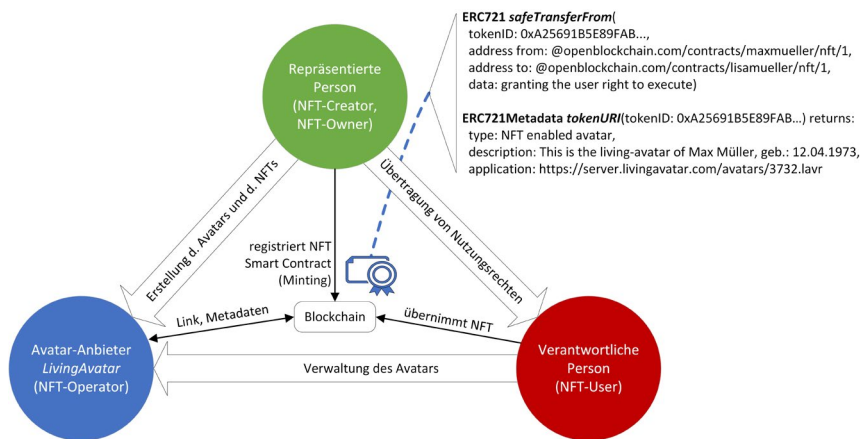 ERC721 safeTransferFrom(
tokenID: 0xA25691B5E89FAB...,
address from: @openblockchain.com/contracts/maxmueller/nft/1,
address to: @openblockchain.com/contracts/lisamueller/nft/1,
data: granting the user right to execute)
ERC721Metadata tokenURI(tokenID: 0xA25691B5E89FAB...) returns:
type: NFT enabled avatar,
description: This is the living-avatar of Max Müller, geb.: 12.04.1973,
application: https://server.livingavatar.com/avatars/3732.lavr
Repräsentierte
Person
(NFT-Creator,
NFT-Owner)
Erstellung d. Avatars und d. NFTs
Übertragung von Nutzungsrechten
registriert NFT
Smart Contract
(Minting)
Link, Metadaten
Blockchain
übernimmt NFT
Avatar-Anbieter
LivingAvatar
(NFT-Operator)
Verwaltung des Avatars
Verantwortliche
Person
(NFT-User)